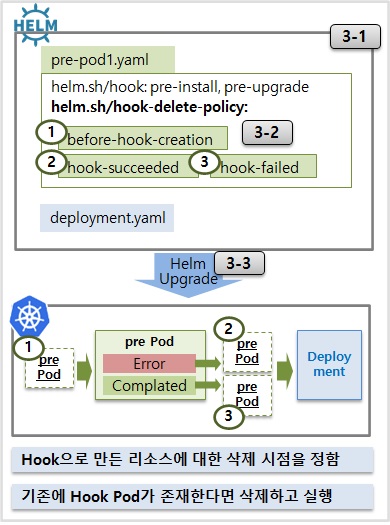 HELM
3-1
pre-pod1.yaml
helm.sh/hook: pre-install, pre-upgrade
helm.sh/hook-delete-policy:
1 before-hook-creation 3-2
2 hook-succeeded 3 hook-failed
deployment.yaml
Helm Upgrade 3-3
1 pre Pod
pre Pod
Error
Complated
2 pre Pod
pre Pod 3
Deploy ment
Hook으로 만든 리소스에 대한 삭제 시점을 정함
기존에 Hook Pod가 존재한다면 삭제하고 실행